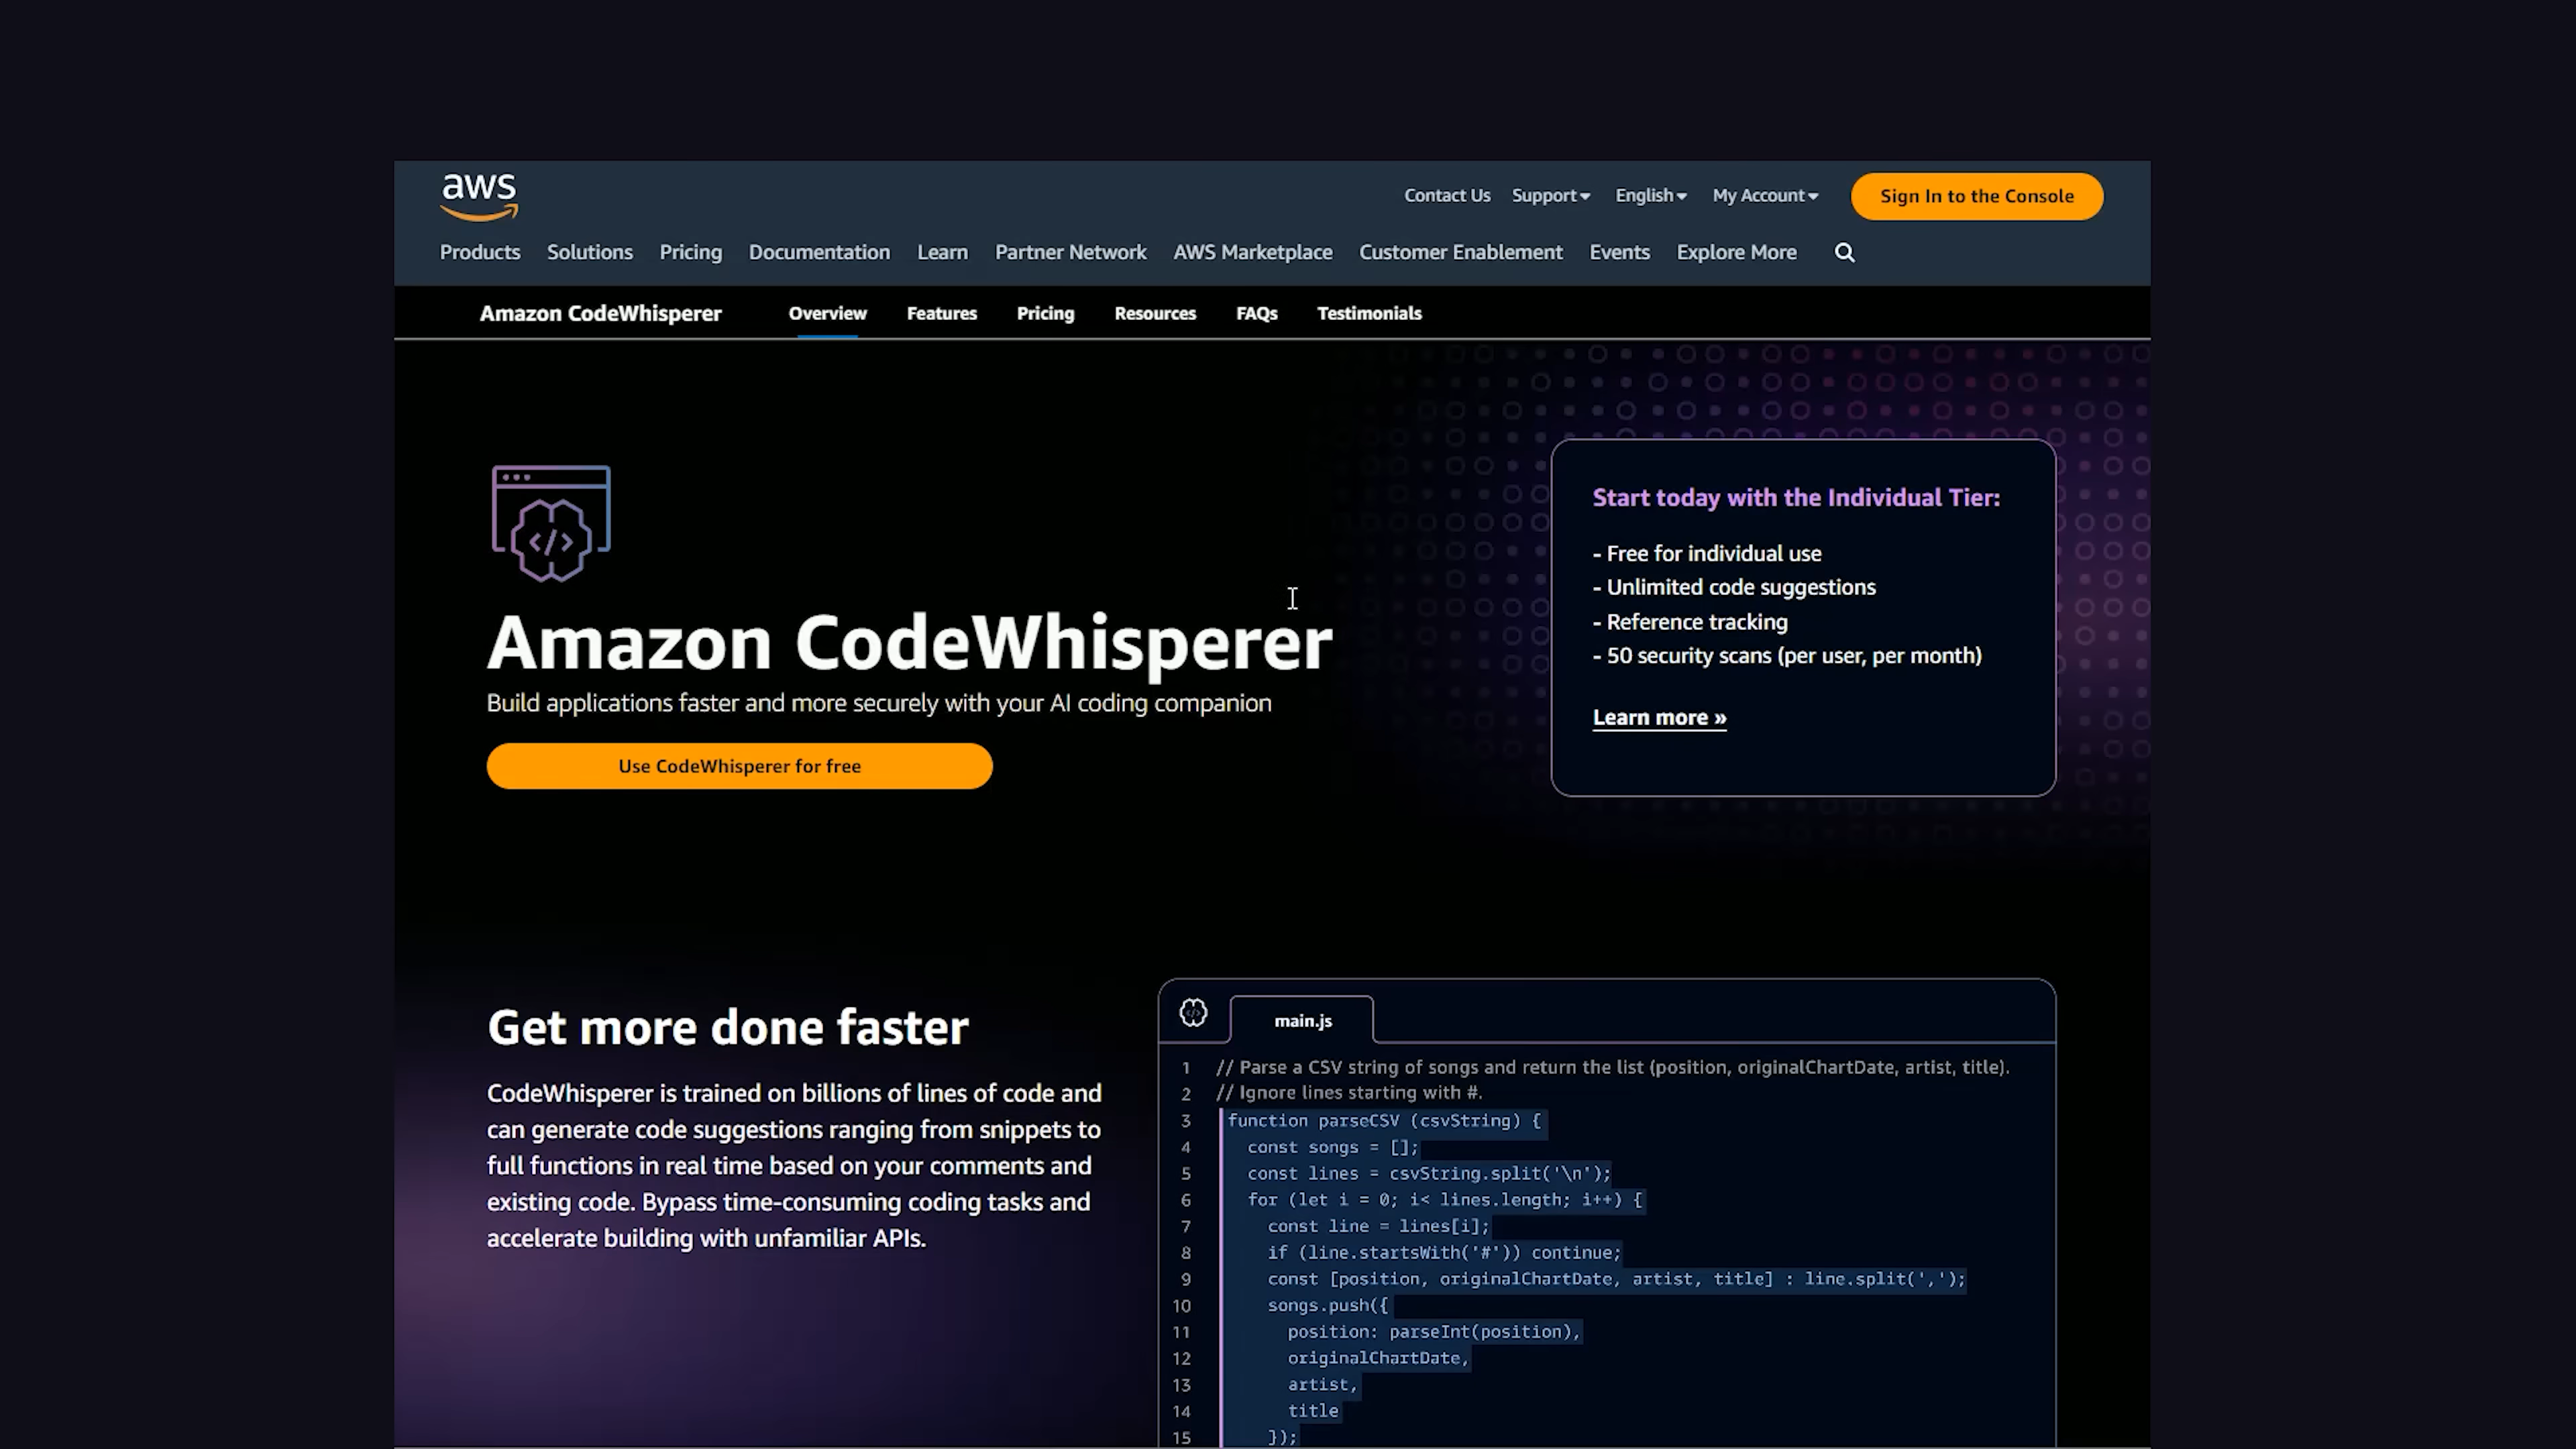 aws
Contact Us Support English My Account Sign In to the Console
Products Solutions Pricing Documentation Learn Partner Network AWS Marketplace Customer Enablement Events Explore More
Amazon CodeWhisperer Overview Features Pricing Resources FAQs Testimonials
</>
Amazon CodeWhisperer
Build applications faster and more securely with your AI coding companion
Use CodeWhisperer for free
Start today with the Individual Tier:
- Free for individual use
- Unlimited code suggestions
- Reference tracking
- 50 security scans (per user, per month)
Learn more »
Get more done faster
CodeWhisperer is trained on billions of lines of code and
can generate code suggestions ranging from snippets to
full functions in real time based on your comments and
existing code. Bypass time-consuming coding tasks and
accelerate building with unfamiliar APIs.
main.js
1 // Parse a CSV string of songs and return the list (position, originalChartDate, artist, title).
2 // Ignore lines starting with #.
3 function parseCSV (csvString) {
4 const songs = [];
5 const lines = csvString.split('\n');
6 for (let i = 0; i< lines.length; i++) {
7 const line = lines[i];
8 if (line.startsWith('#')) continue;
9 const [position, originalChartDate, artist, title] : line.split(',');
10 songs.push({
11 position: parseInt(position),
12 originalChartDate,
13 artist,
14 title
15 });